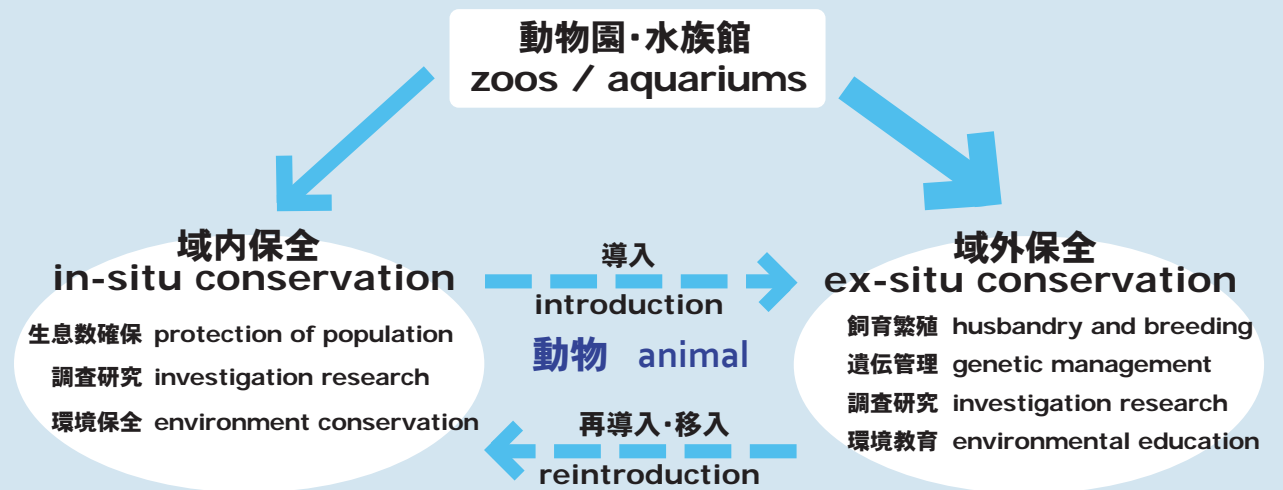 動物園・水族館
zoos / aquariums
域内保全
in-situ conservation
生息数確保 protection of population
調査研究 investigation research
環境保全 environment conservation
導入
introduction
動物 animal
再導入・移入
reintroduction
域外保全
ex-situ conservation
飼育繁殖 husbandry and breeding
遺伝管理 genetic management
調査研究 investigation research
環境教育 environmental education